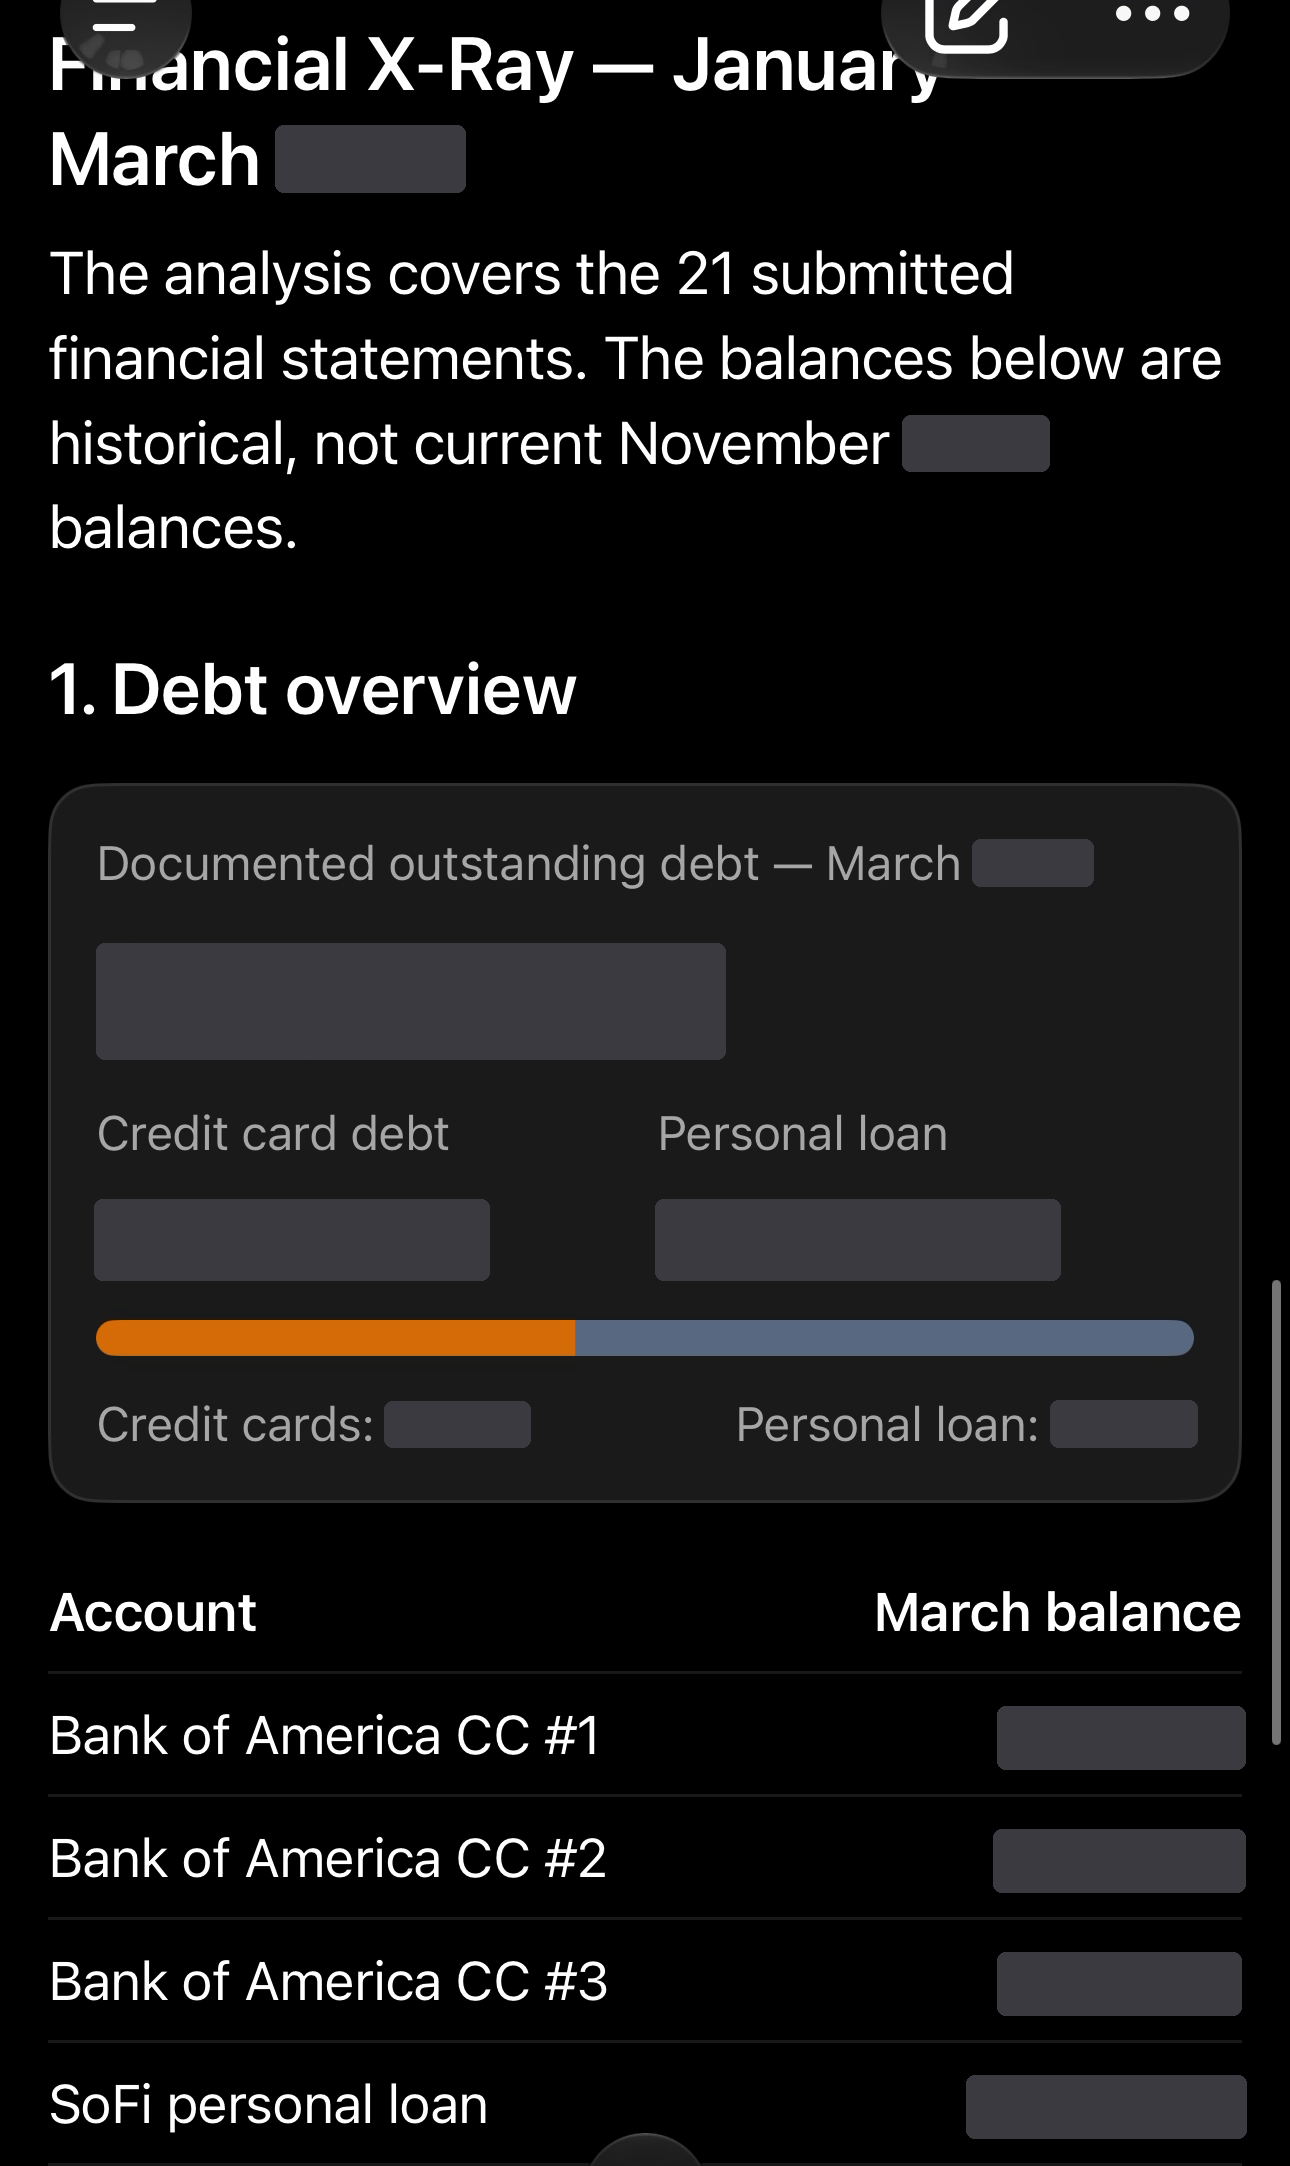 Financial X-Ray — January
March
The analysis covers the 21 submitted
financial statements. The balances below are
historical, not current November
balances.
1. Debt overview
Documented outstanding debt — March
Credit card debt
Personal loan
Credit cards:
Personal loan:
Account
March balance
Bank of America CC #1
Bank of America CC #2
Bank of America CC #3
SoFi personal loan